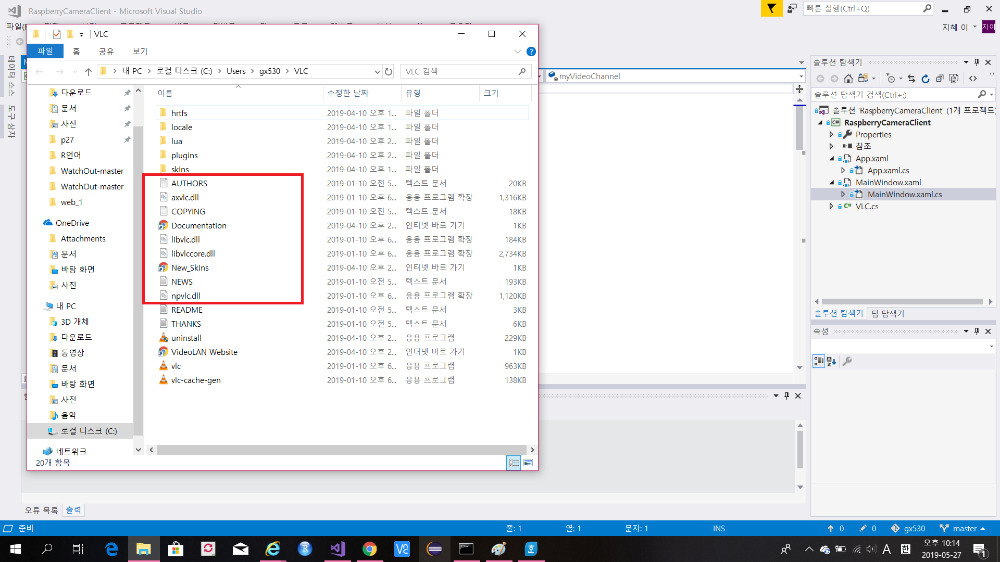 RaspberryCameraClient - Microsoft Visual Studio
빠른 실행(Ctrl+Q)
지혜 이
지이
VLC
파일
홈
공유
보기
내 PC
로컬 디스크 (C:)
Users
gx530
VLC
VLC 검색
이름
수정한 날짜
유형
크기
다운로드
문서
사진
p27
R언어
WatchOut-master
WatchOut-master
web_1
OneDrive
Attachments
문서
바탕 화면
사진
내 PC
3D 개체
다운로드
동영상
문서
바탕 화면
사진
음악
로컬 디스크 (C:)
네트워크
hrtfs 2019-04-10 오후 1... 파일 폴더
locale 2019-04-10 오후 1... 파일 폴더
lua 2019-04-10 오후 2... 파일 폴더
plugins 2019-04-10 오후 2... 파일 폴더
skins 2019-04-10 오후 1... 파일 폴더
AUTHORS 2019-01-10 오전 5... 텍스트 문서 20KB
axvlc.dll 2019-01-10 오후 6... 응용 프로그램 확장 1,316KB
COPYING 2019-01-10 오전 5... 텍스트 문서 18KB
Documentation 2019-04-10 오후 2... 인터넷 바로 가기 1KB
libvlc.dll 2019-01-10 오후 6... 응용 프로그램 확장 184KB
libvlccore.dll 2019-01-10 오후 6... 응용 프로그램 확장 2,734KB
New_Skins 2019-04-10 오후 2... 인터넷 바로 가기 1KB
NEWS 2019-01-10 오전 5... 텍스트 문서 193KB
npvlc.dll 2019-01-10 오후 6... 응용 프로그램 확장 1,120KB
README 2019-01-10 오전 5... 텍스트 문서 3KB
THANKS 2019-01-10 오전 5... 텍스트 문서 6KB
uninstall 2019-04-10 오후 2... 응용 프로그램 229KB
VideoLAN Website 2019-04-10 오후 2... 인터넷 바로 가기 1KB
vlc 2019-01-10 오후 6... 응용 프로그램 963KB
vlc-cache-gen 2019-01-10 오후 6... 응용 프로그램 138KB
20개 항목
데이터 소스
도구 상자
myVideoChannel
솔루션 탐색기
솔루션 탐색기 검색(Ctrl+;)
솔루션 'RaspberryCameraClient' (1개 프로젝트)
RaspberryCameraClient
Properties
참조
App.xaml
App.xaml.cs
MainWindow.xaml
MainWindow.xaml.cs
VLC.cs
솔루션 탐색기
팀 탐색기
속성
오류 목록
출력
준비
줄: 1
열: 1
문자: 1
INS
0
0
gx530
master
A
한
오후 10:14
2019-05-27
1